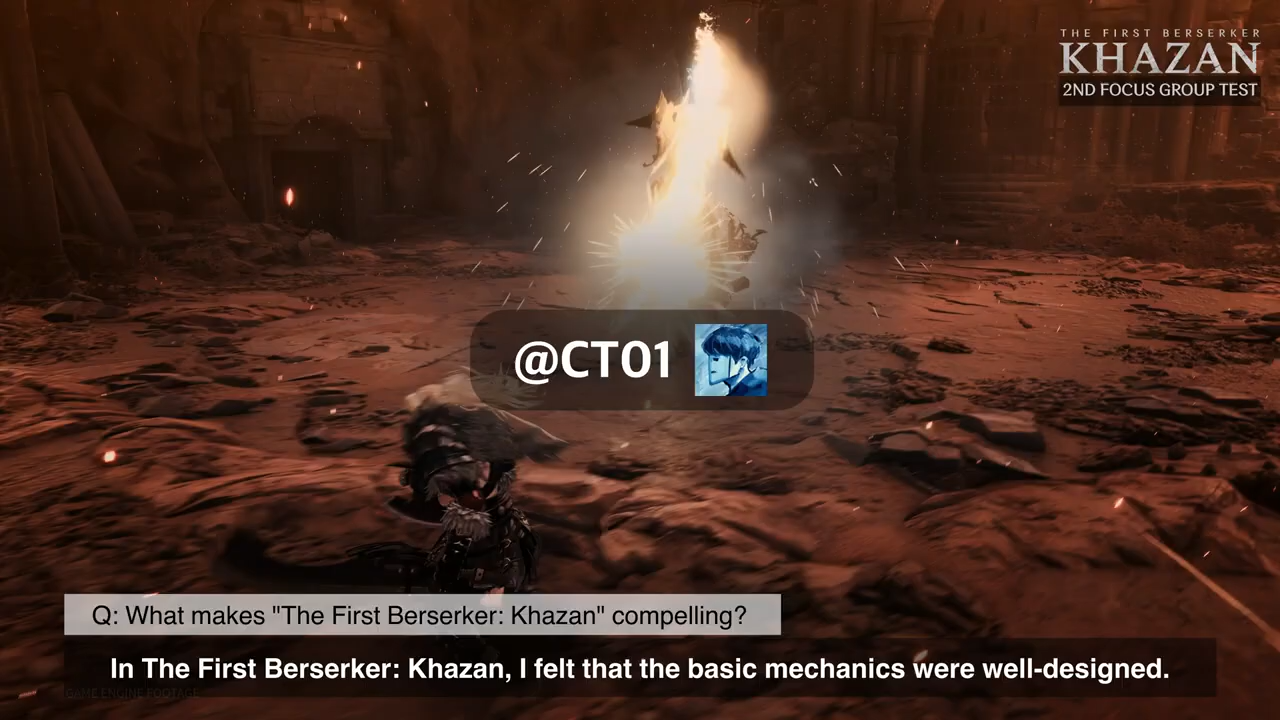 THE FIRST BERSERKER
KHAZAN
2ND FOCUS GROUP TEST
@CT01
Q: What makes "The First Berserker: Khazan" compelling?
In The First Berserker: Khazan, I felt that the basic mechanics were well-designed.
GAME ENGINE FOOTAGE